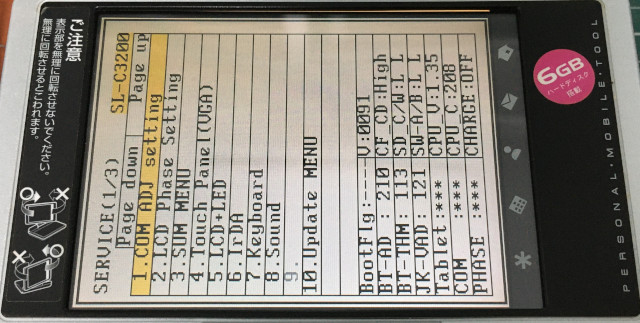 SERVICE(1/3) SL-C3200
Page down Page up
1.COM ADJ setting
2.LCD Phase Setting
3.SUM MENU
4.Touch Panel(VGA)
5.LCD+LED
6.IrDA
7.Keyboard
8.Sound
9.
10.Update MENU
BootFlg:---- V:0091
BT-AD : 210 CF_CD:High
BT-THM: 113 SD_C/W:L L
JK-VAD: 121 SW-A/B:L L
Tablet:*** CPU_V:1.35
COM :*** CPU_C:208
PHASE :*** CHARGE:OFF
ご注意
表示部を無理に回転させないでください。
無理に回転させるとこわれます。
6GB
ハードディスク
搭載
PERSONAL MOBILE TOOL